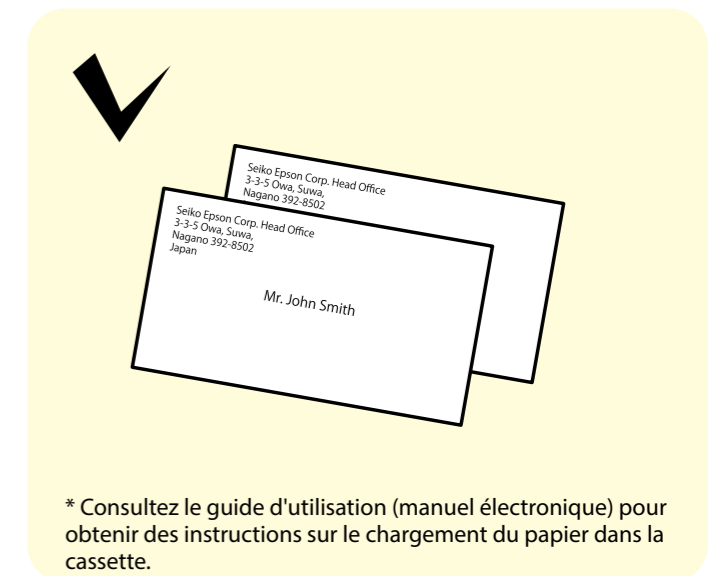 Seiko Epson Corp. Head Office
3-3-5 Owa, Suwa,
Nagano 392-8502
Seiko Epson Corp. Head Office
3-3-5 Owa, Suwa,
Nagano 392-8502
Japan
Mr. John Smith
* Consultez le guide d'utilisation (manuel électronique) pour
obtenir des instructions sur le chargement du papier dans la
cassette.